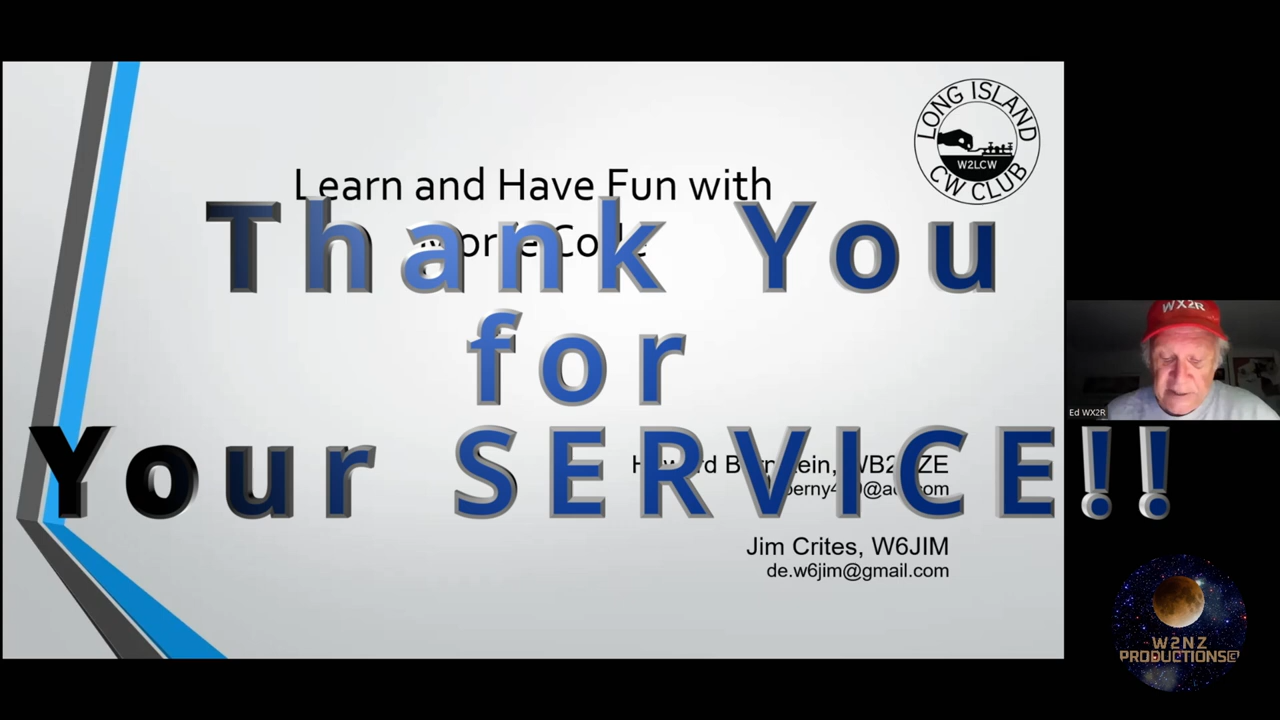 LONG ISLAND
W2LCW
CW CLUB
Learn and Have Fun with
Thank You
for
Your SERVICE!!
Jim Crites, W6JIM
de.w6jim@gmail.com
WX2R
Ed WX2R
W2NZ
PRODUCTIONS©